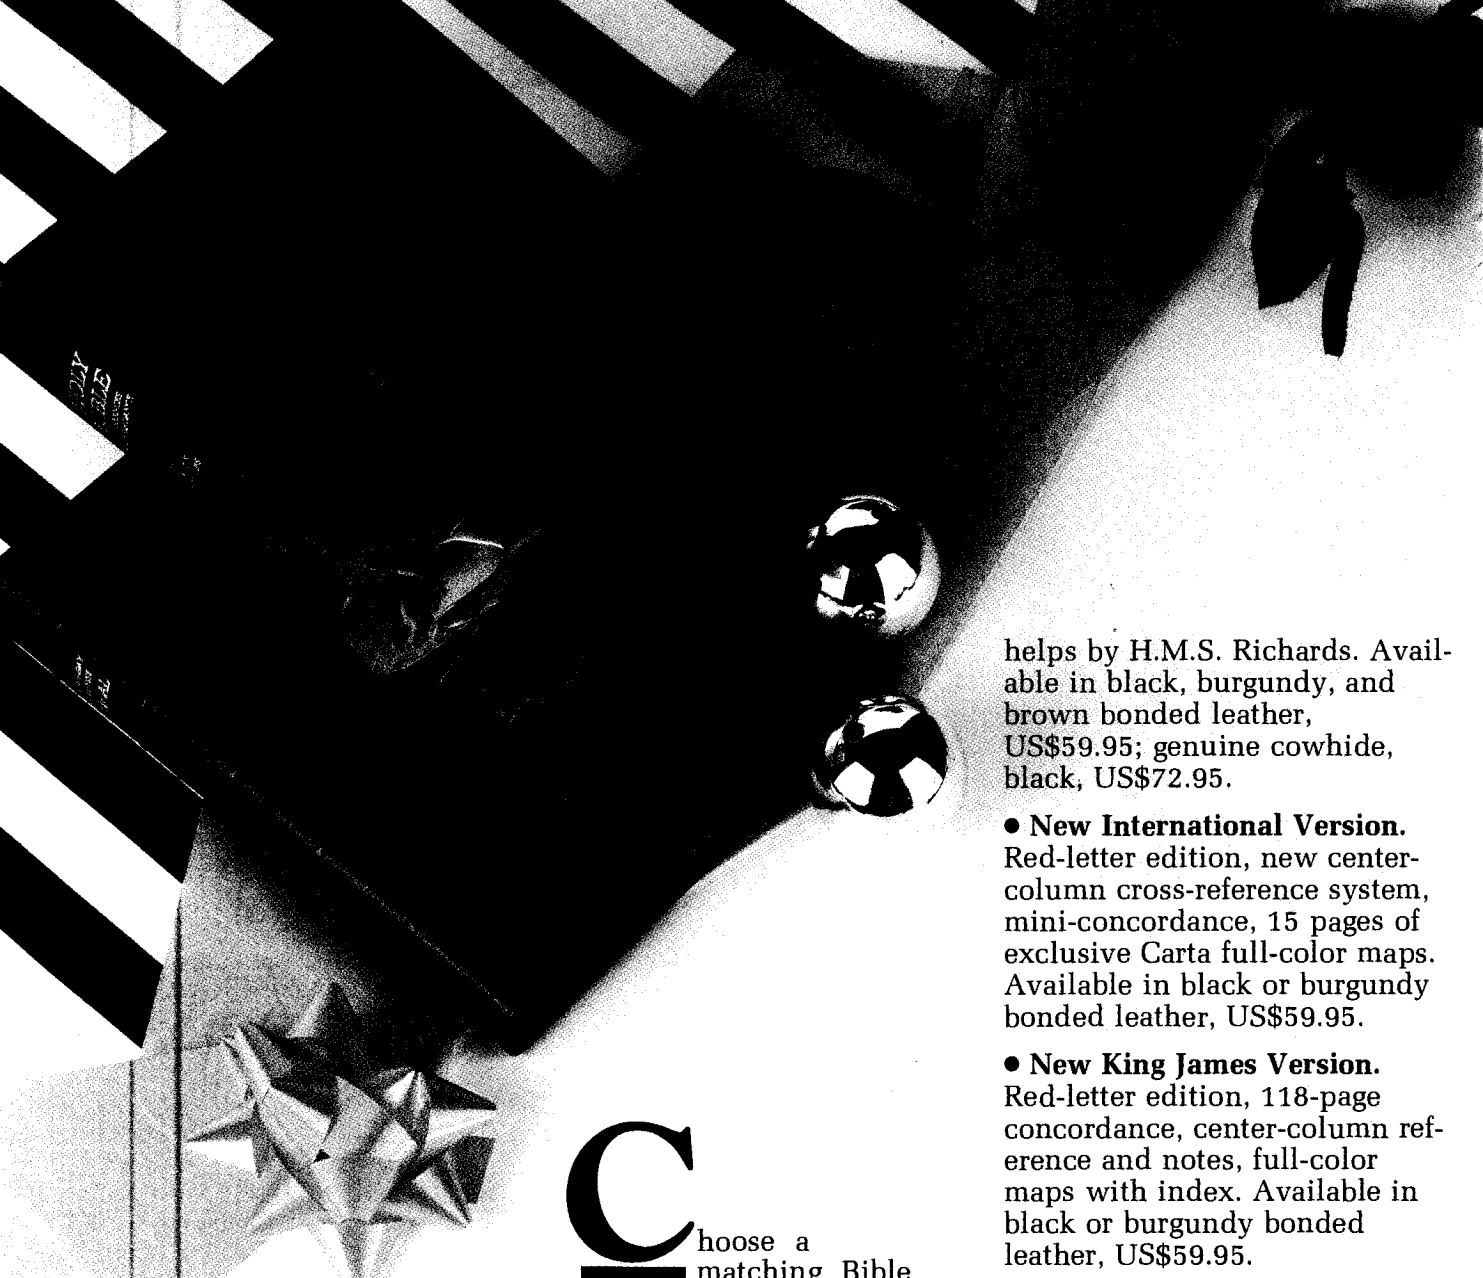 OLY
BLE
Choose a
matching Bible
helps by H.M.S. Richards. Avail-
able in black, burgundy, and
brown bonded leather,
US$59.95; genuine cowhide,
black, US$72.95.
● New International Version.
Red-letter edition, new center-
column cross-reference system,
mini-concordance, 15 pages of
exclusive Carta full-color maps.
Available in black or burgundy
bonded leather, US$59.95.
● New King James Version.
Red-letter edition, 118-page
concordance, center-column ref-
erence and notes, full-color
maps with index. Available in
black or burgundy bonded
leather, US$59.95.